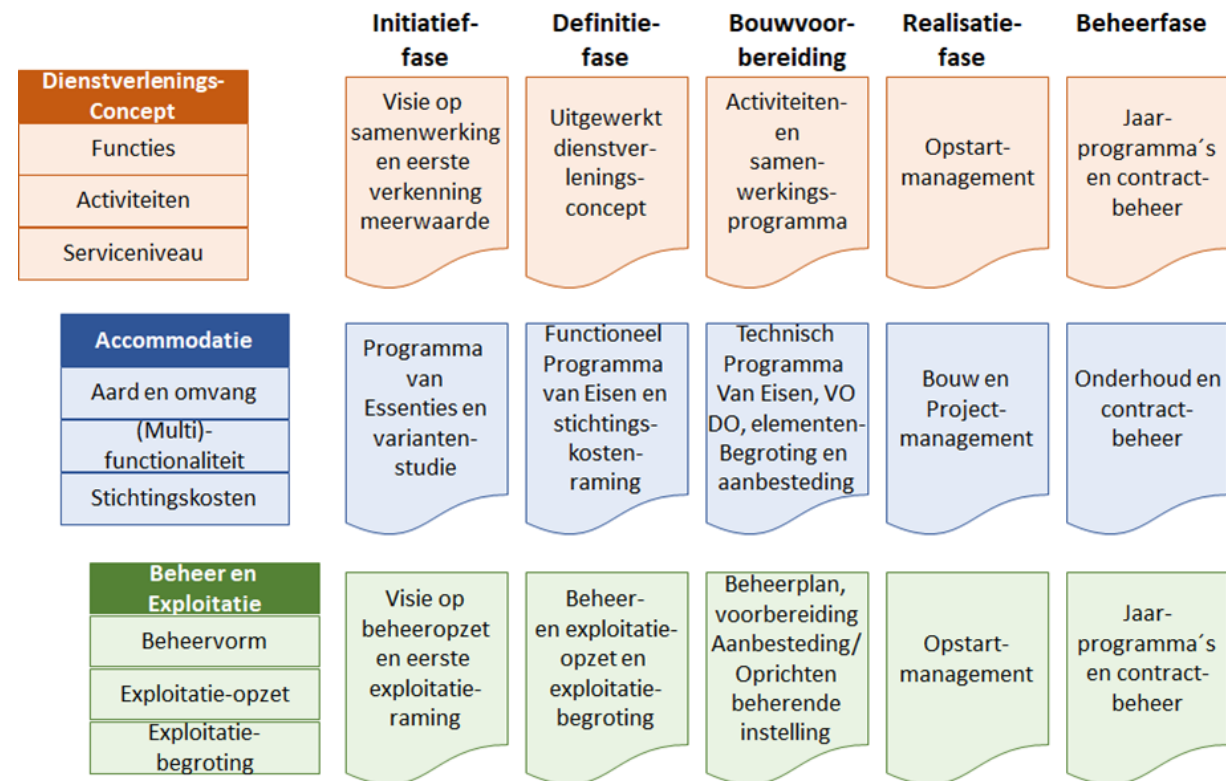 Initiatief-
fase
Definitie-
fase
Bouwvoor-
bereiding
Realisatie-
fase
Beheerfase
Dienstverlenings-
Concept
Functies
Activiteiten
Serviceniveau
Visie op
samenwerking
en eerste
verkenning
meerwaarde
Uitgewerkt
dienstver-
lenings-
concept
Activiteiten-
en
samen-
werkings-
programma
Opstart-
management
Jaar-
programma´s
en contract-
beheer
Accommodatie
Aard en omvang
(Multi)-
functionaliteit
Stichtingskosten
Programma
van
Essenties en
varianten-
studie
Functioneel
Programma
van Eisen en
stichtings-
kosten-
raming
Technisch
Programma
Van Eisen, VO
DO, elementen-
Begroting en
aanbesteding
Bouw en
Project-
management
Onderhoud en
contract-
beheer
Beheer en
Exploitatie
Beheervorm
Exploitatie-opzet
Exploitatie-
begroting
Visie op
beheeropzet
en eerste
exploitatie-
raming
Beheer-
en exploitatie-
opzet en
exploitatie-
begroting
Beheerplan,
voorbereiding
Aanbesteding/
Oprichten
beherende
instelling
Opstart-
management
Jaar-
programma´s
en contract-
beheer